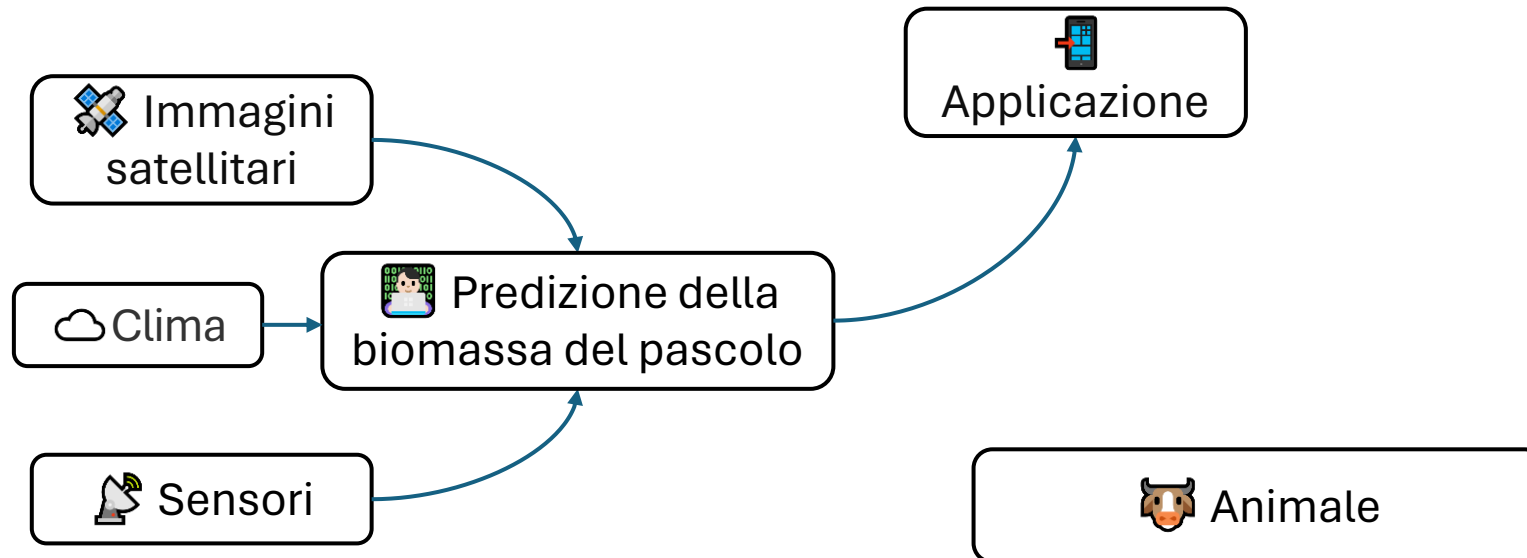 Immagini
satellitari
Applicazione
Predizione della
biomassa del pascolo
Clima
Sensori
Animale